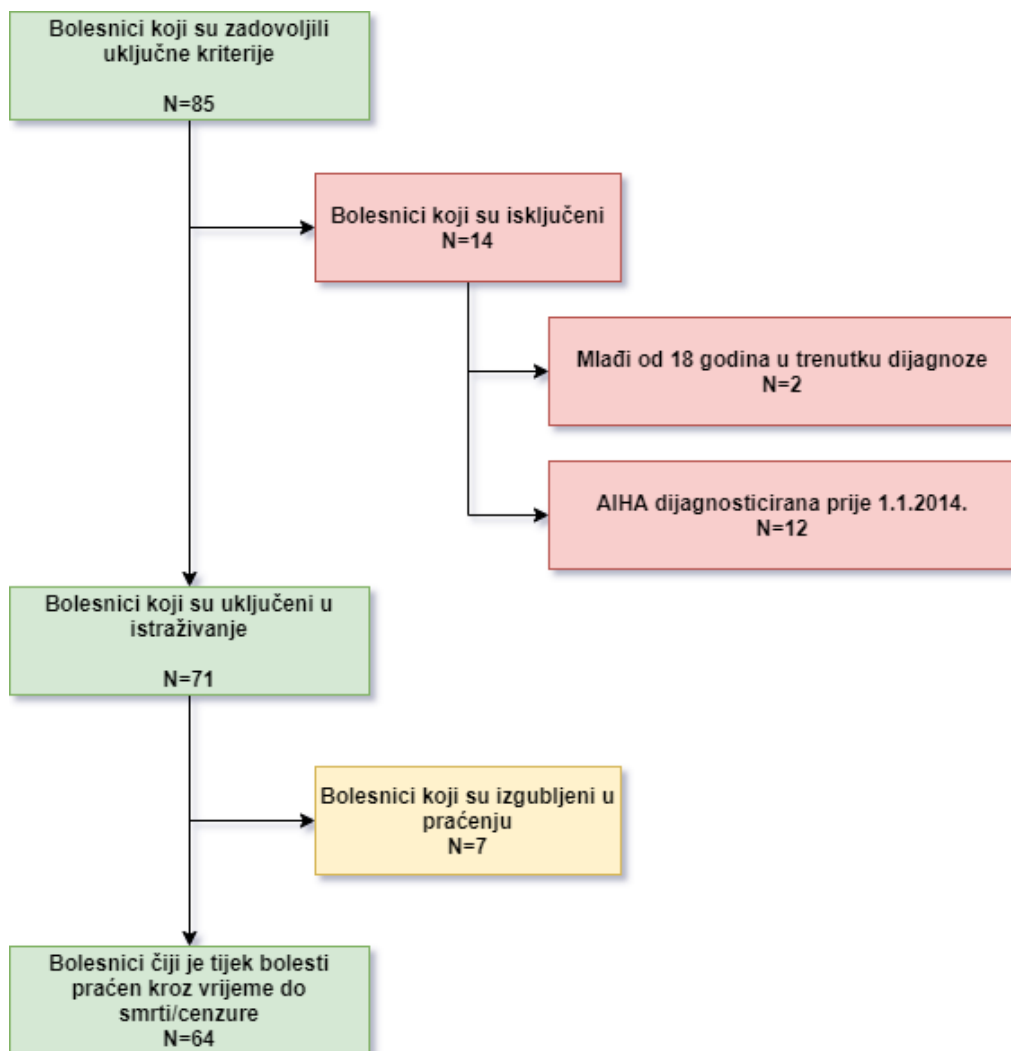 Bolesnici koji su zadovoljili
uključne kriterije
N=85
Bolesnici koji su isključeni
N=14
Mlađi od 18 godina u trenutku dijagnoze
N=2
AIHA dijagnosticirana prije 1.1.2014.
N=12
Bolesnici koji su uključeni u
istraživanje
N=71
Bolesnici koji su izgubljeni u
praćenju
N=7
Bolesnici čiji je tijek bolesti
praćen kroz vrijeme do
smrti/cenzure
N=64